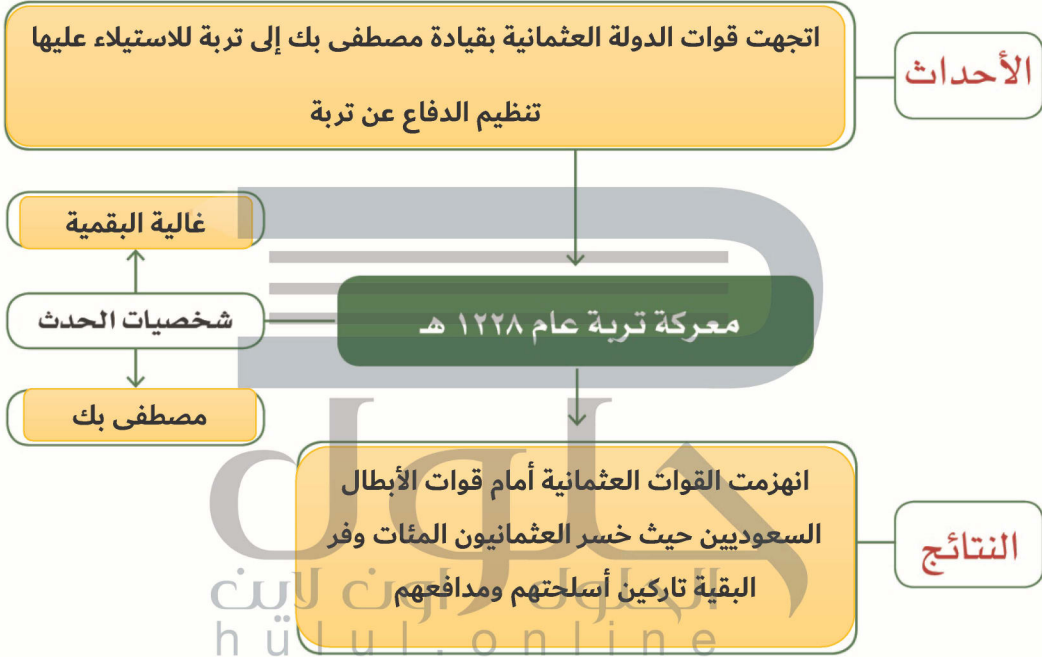 اتجهت قوات الدولة العثمانية بقيادة مصطفى بك إلى تربة للاستيلاء عليها
تنظيم الدفاع عن تربة
الأحداث
غالية البقمية
شخصيات الحدث
معركة تربة عام ١٢٢٨ هـ
مصطفى بك
انهزمت القوات العثمانية أمام قوات الأبطال
السعوديين حيث خسر العثمانيون المئات وفر
البقية تاركين أسلحتهم ومدافعهم
النتائج
حلول
الحلول اون لاين
hulul.online